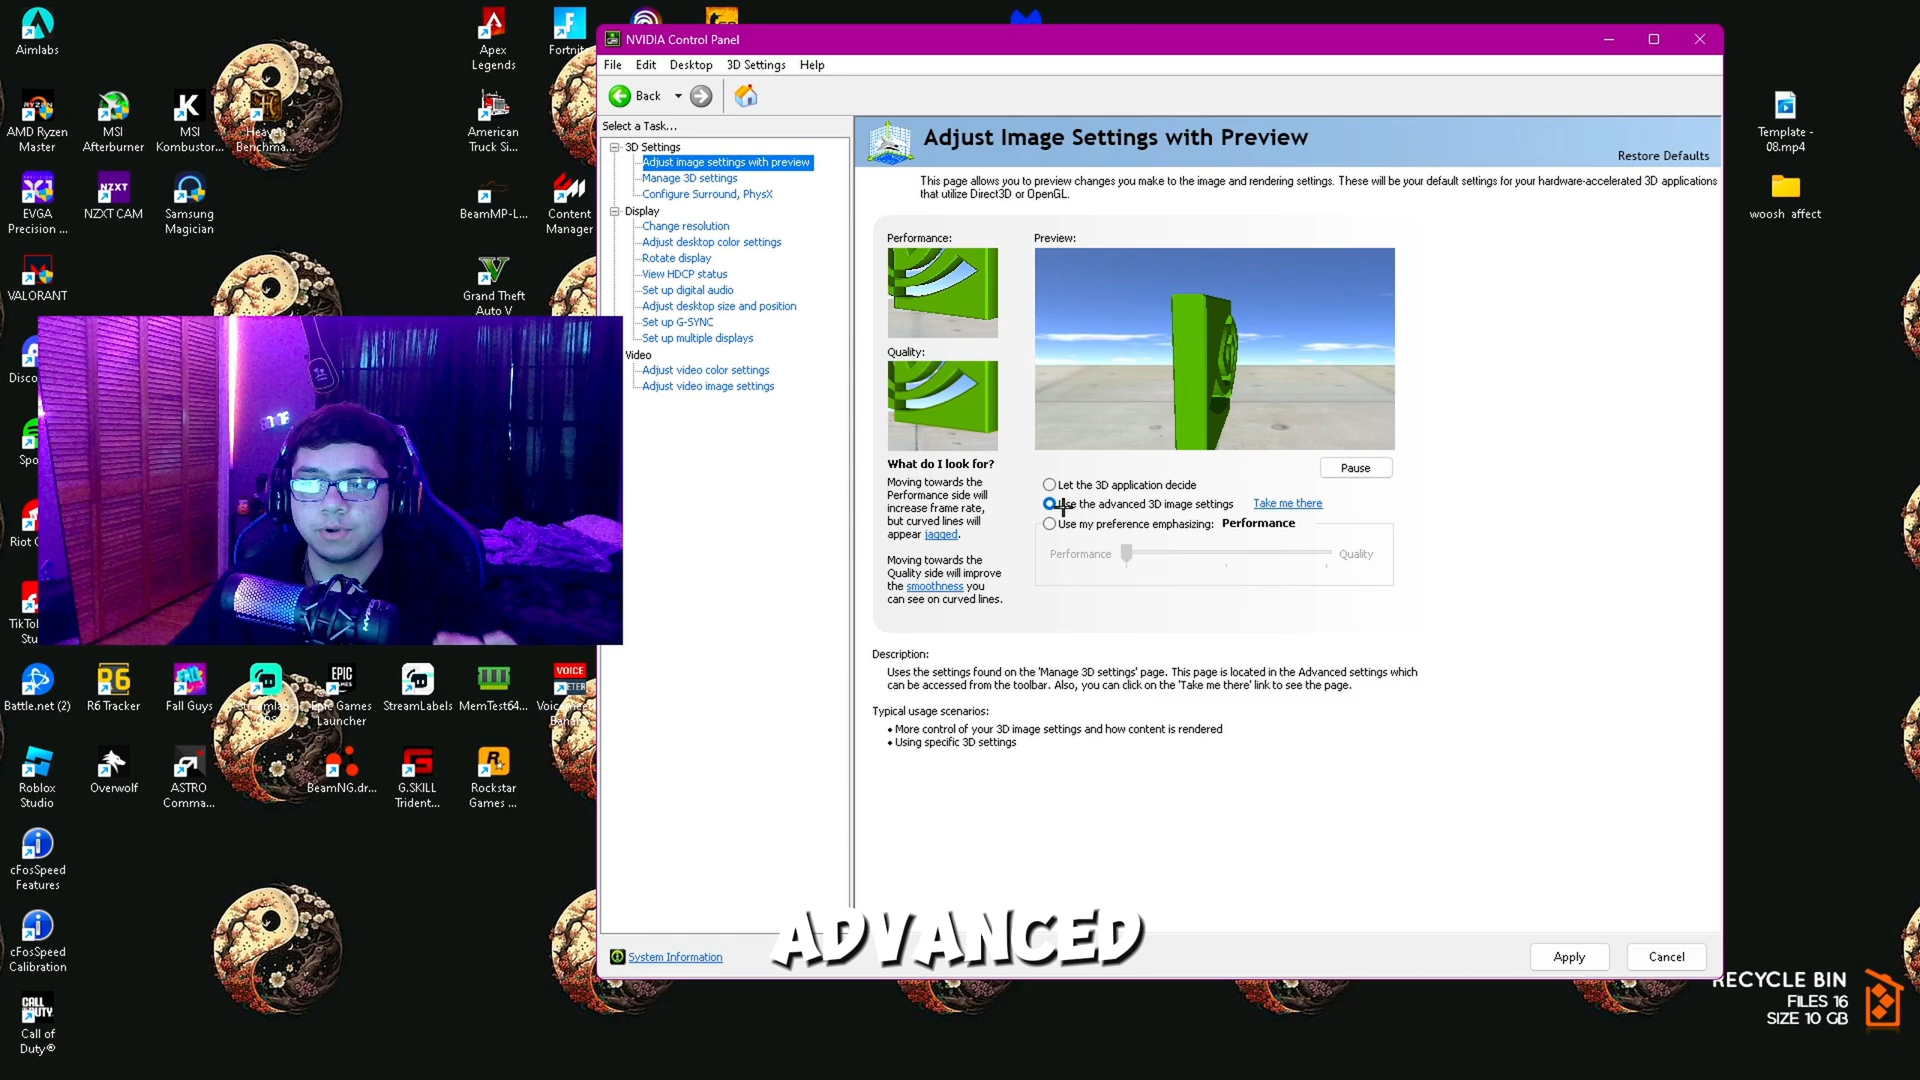 Aimlabs
Apex
Legends
AMD Ryzen
Master
MSI
Afterburner
MSI
Kombustor...
Heaven
Benchma...
American
Truck Si...
EVGA
Precision ...
NZXT
NZXT CAM
Samsung
Magician
BeamMP-L...
Content
Manager
VALORANT
Grand Theft
Auto V
Battle.net (2)
R6
R6 Tracker
Fall Guys
EPIC
GAMES
Epic Games
Launcher
StreamLabels
MemTest64...
VOICE
Roblox
Studio
Overwolf
ASTRO
Comma...
BeamNG.dr...
G.SKILL
Trident...
Rockstar
Games ...
cFosSpeed
Features
cFosSpeed
Calibration
CALL
DUTY
Call of
Duty®
NVIDIA Control Panel
File Edit Desktop 3D Settings Help
Back
Select a Task...
3D Settings
Adjust image settings with preview
Manage 3D settings
Configure Surround, PhysX
Display
Change resolution
Adjust desktop color settings
Rotate display
View HDCP status
Set up digital audio
Adjust desktop size and position
Set up G-SYNC
Set up multiple displays
Video
Adjust video color settings
Adjust video image settings
System Information
Adjust Image Settings with Preview
Restore Defaults
This page allows you to preview changes you make to the image and rendering settings. These will be your default settings for your hardware-accelerated 3D applications
that utilize Direct3D or OpenGL.
Performance:
Quality:
What do I look for?
Moving towards the
Performance side will
increase frame rate,
but curved lines will
appear jagged.
Moving towards the
Quality side will improve
the smoothness you
can see on curved lines.
Preview:
Pause
Let the 3D application decide
Use the advanced 3D image settings Take me there
Use my preference emphasizing: Performance
Performance Quality
Description:
Uses the settings found on the 'Manage 3D settings' page. This page is located in the Advanced settings which
can be accessed from the toolbar. Also, you can click on the 'Take me there' link to see the page.
Typical usage scenarios:
• More control of your 3D image settings and how content is rendered
• Using specific 3D settings
ADVANCED
Apply Cancel
Template -
08.mp4
woosh affect
RECYCLE BIN
FILES 16
SIZE 10 GB